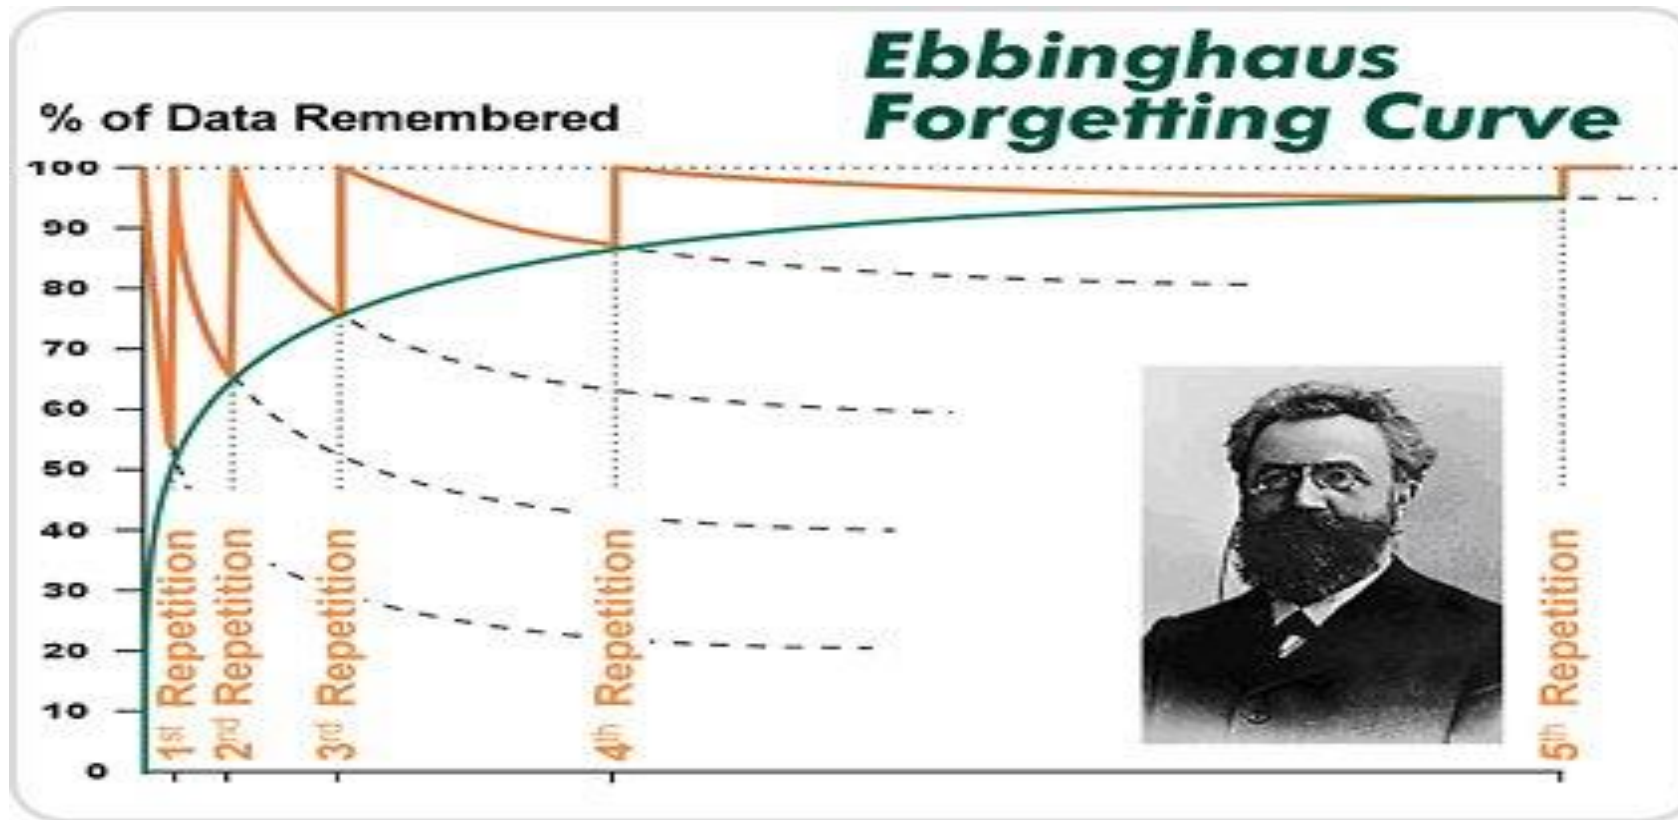 Ebbinghaus
Forgetting Curve
% of Data Remembered
100
90
80
70
60
50
40
30
20
10
0
1st Repetition
2nd Repetition
3rd Repetition
4th Repetition
5th Repetition